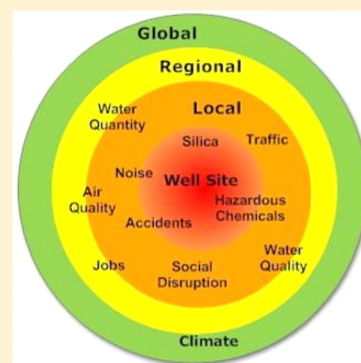 Global
Regional
Water
Quantity
Local
Silica
Traffic
Noise
Well Site
Air
Quality
Hazardous
Chemicals
Accidents
Jobs
Social
Disruption
Water
Quality
Climate